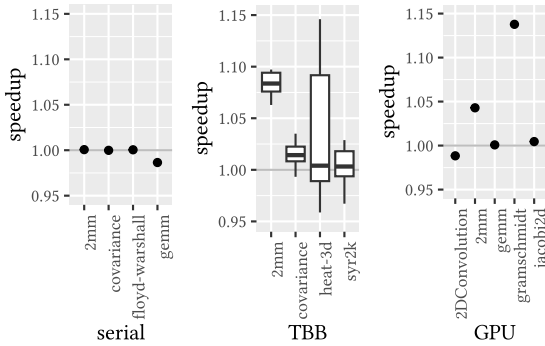 speedup
1.15
1.10
1.05
1.00
0.95
2mm
covariance
floyd-warshall
gemm
serial
speedup
1.15
1.10
1.05
1.00
0.95
2mm
covariance
heat-3d
syr2k
TBB
speedup
1.15
1.10
1.05
1.00
0.95
2DConvolution
2mm
gemm
gramschmidt
jacobi2d
GPU